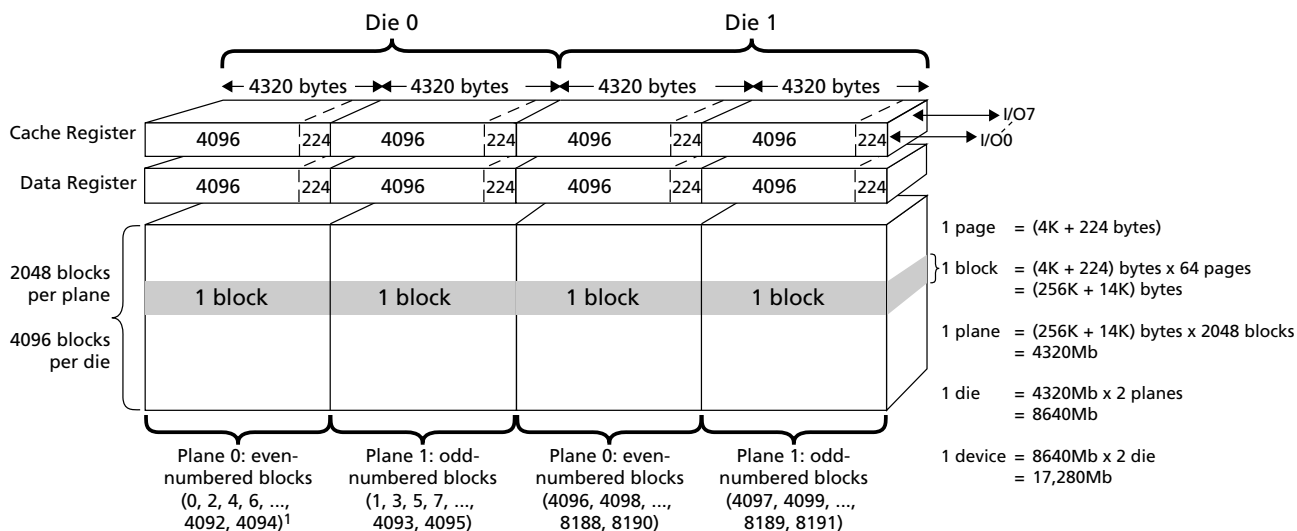 Die 0
Die 1
4320 bytes
4320 bytes
4320 bytes
4320 bytes
Cache Register
4096
224
4096
224
4096
224
4096
224
I/O7
I/O0
Data Register
4096
224
4096
224
4096
224
4096
224
2048 blocks
per plane
4096 blocks
per die
1 block
1 block
1 block
1 block
1 page = (4K + 224 bytes)
1 block = (4K + 224) bytes x 64 pages
= (256K + 14K) bytes
1 plane = (256K + 14K) bytes x 2048 blocks
= 4320Mb
1 die = 4320Mb x 2 planes
= 8640Mb
1 device = 8640Mb x 2 die
= 17,280Mb
Plane 0: even-
numbered blocks
(0, 2, 4, 6, ...,
4092, 4094)1
Plane 1: odd-
numbered blocks
(1, 3, 5, 7, ...,
4093, 4095)
Plane 0: even-
numbered blocks
(4096, 4098, ...,
8188, 8190)
Plane 1: odd-
numbered blocks
(4097, 4099, ...,
8189, 8191)